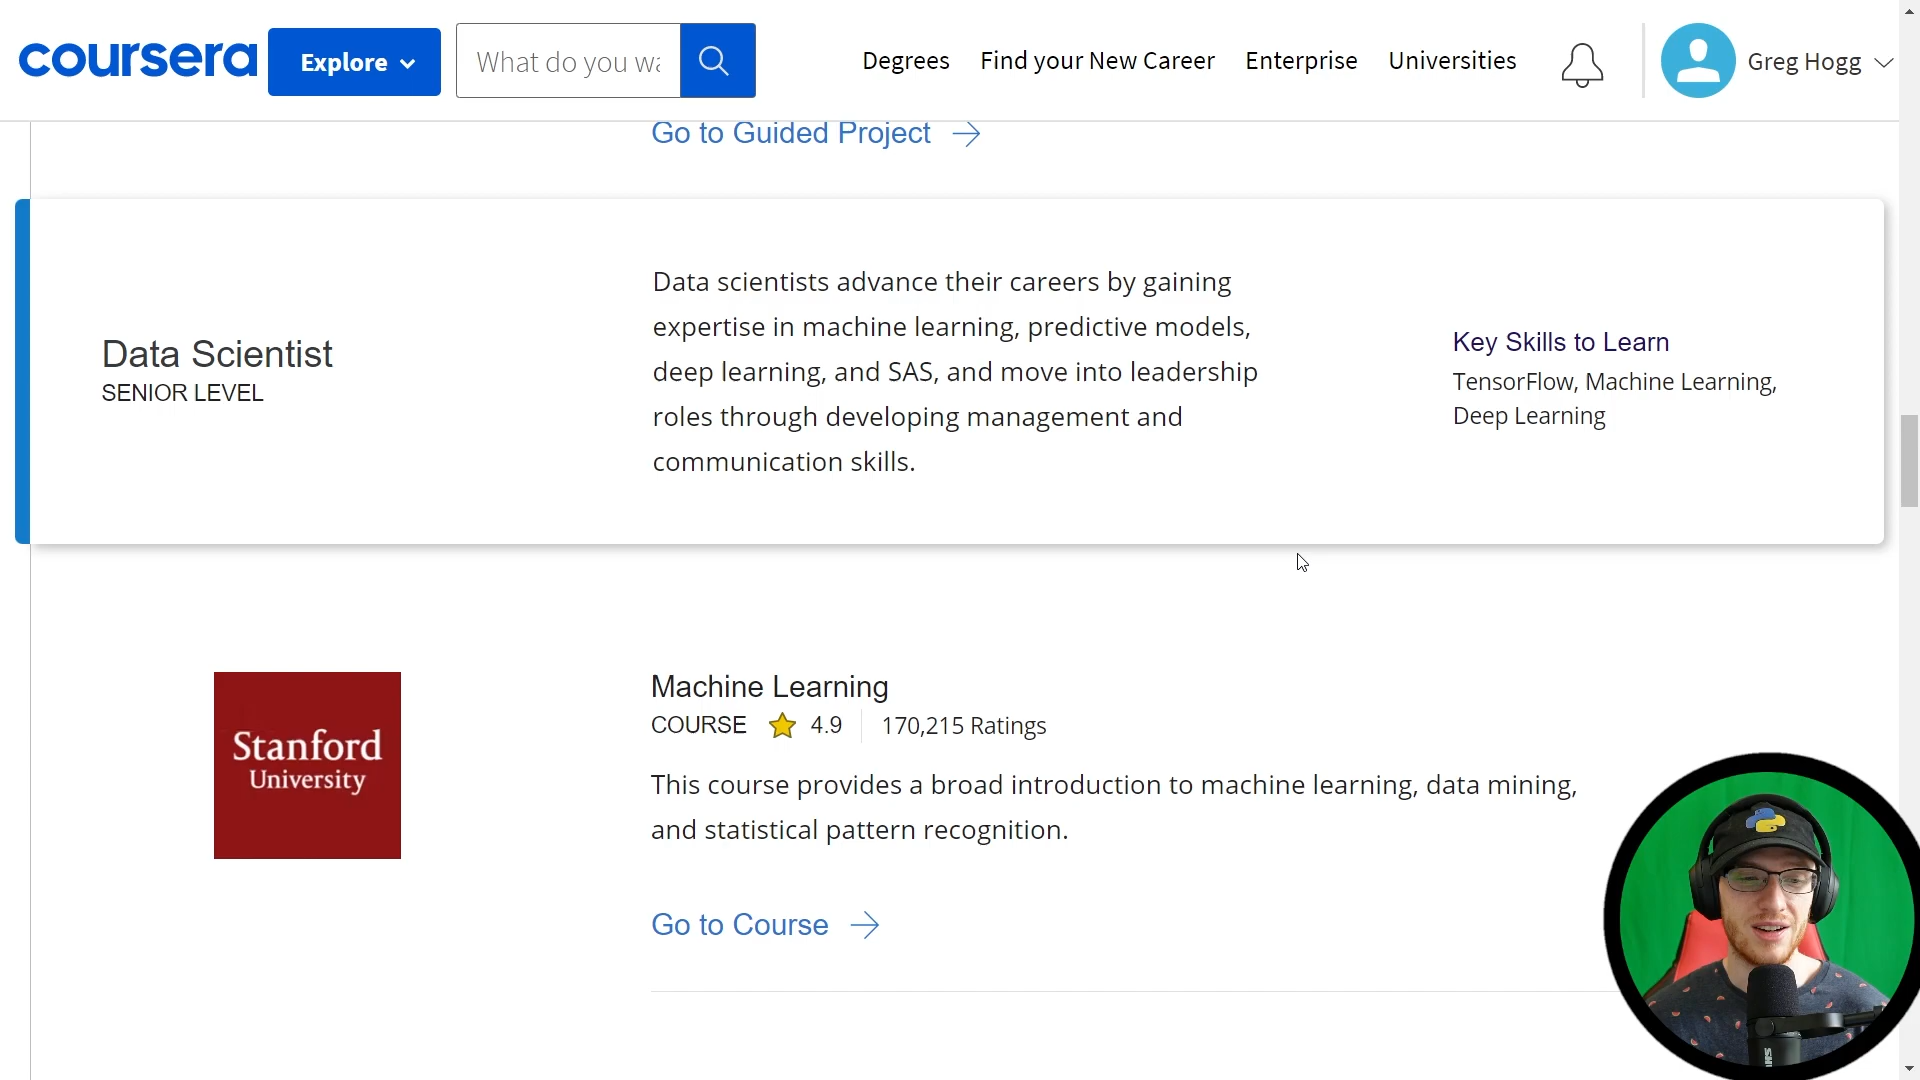 coursera
Explore
What do you wa
Degrees
Find your New Career
Enterprise
Universities
Greg Hogg
Go to Guided Project
Data Scientist
SENIOR LEVEL
Data scientists advance their careers by gaining
expertise in machine learning, predictive models,
deep learning, and SAS, and move into leadership
roles through developing management and
communication skills.
Key Skills to Learn
TensorFlow, Machine Learning,
Deep Learning
Stanford
University
Machine Learning
COURSE 4.9 170,215 Ratings
This course provides a broad introduction to machine learning, data mining,
and statistical pattern recognition.
Go to Course